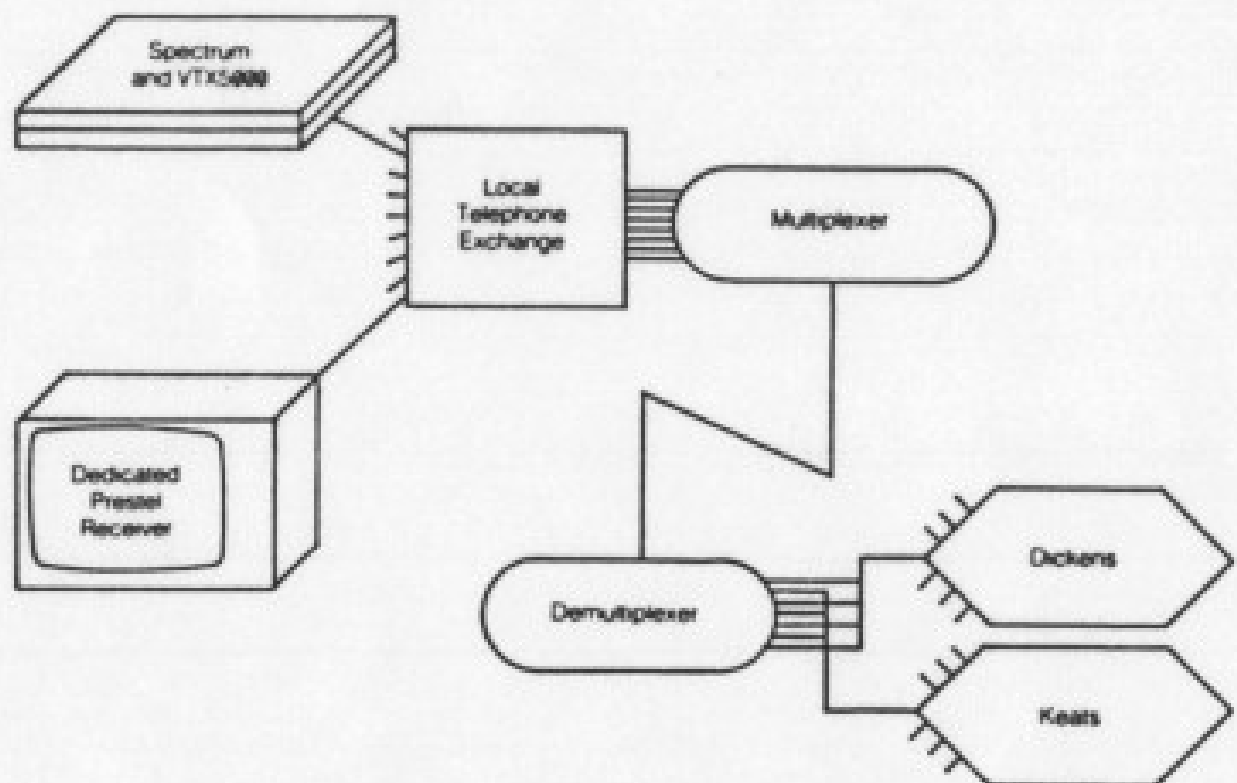 Spectrum
and VTX5000
Local
Telephone
Exchange
Multiplexer
Dedicated
Prestel
Receiver
Demultiplexer
Dickens
Keats